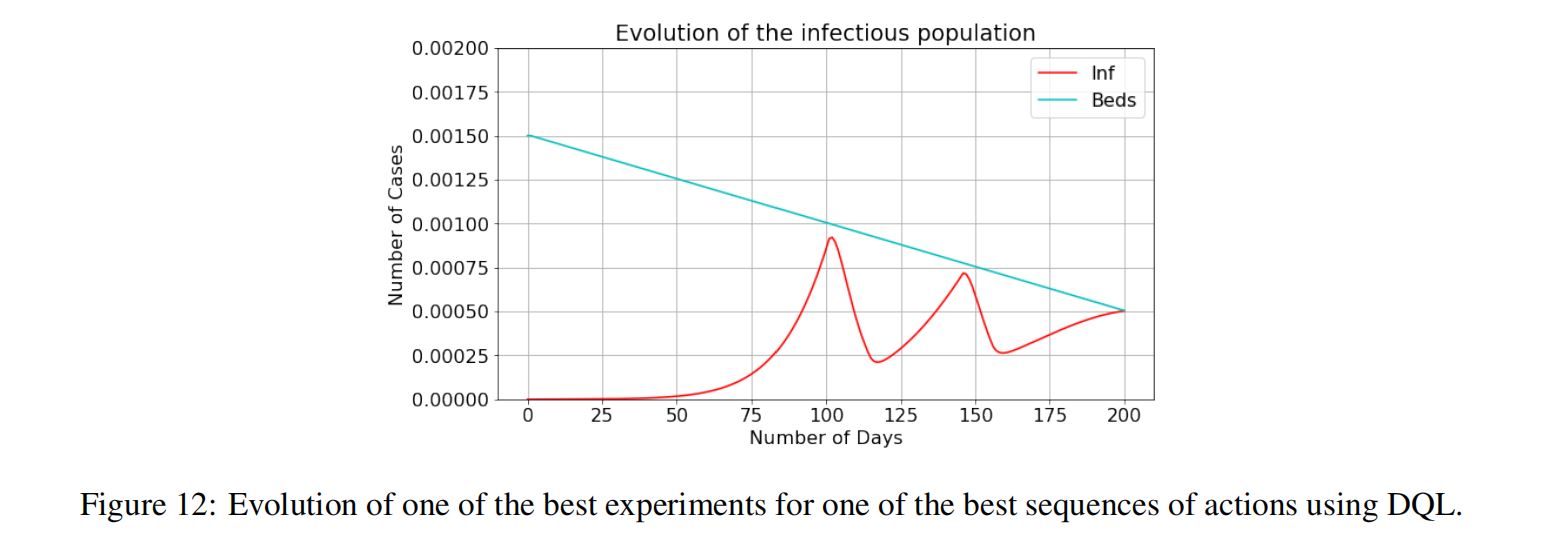 Evolution of the infectious population
0.00200
0.00175
0.00150
0.00125
0.00100
0.00075
0.00050
0.00025
0.00000
Number of Cases
Inf
Beds
0 25 50 75 100 125 150 175 200
Number of Days
Figure 12: Evolution of one of the best experiments for one of the best sequences of actions using DQL.